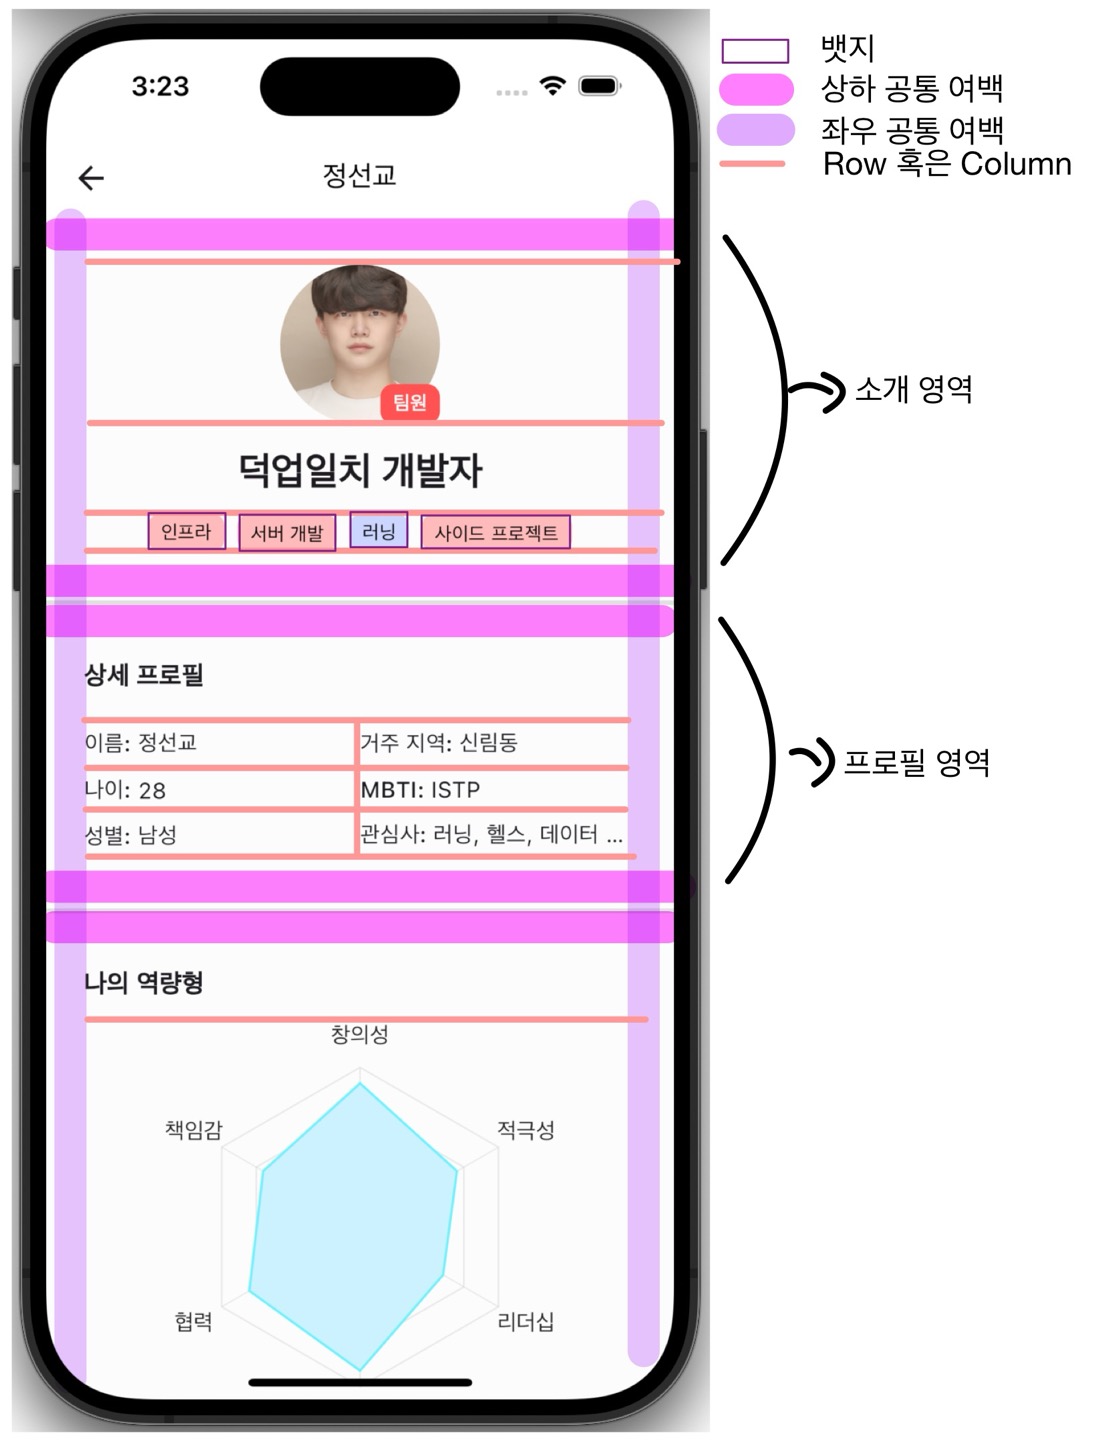 3:23
뱃지
상하 공통 여백
좌우 공통 여백
Row 혹은 Column
정선교
팀원
소개 영역
덕업일치 개발자
인프라 서버 개발 러닝 사이드 프로젝트
상세 프로필
이름: 정선교 거주 지역: 신림동
프로필 영역
나이: 28 MBTI: ISTP
성별: 남성 관심사: 러닝, 헬스, 데이터 ...
나의 역량형
창의성
책임감 적극성
협력 리더십